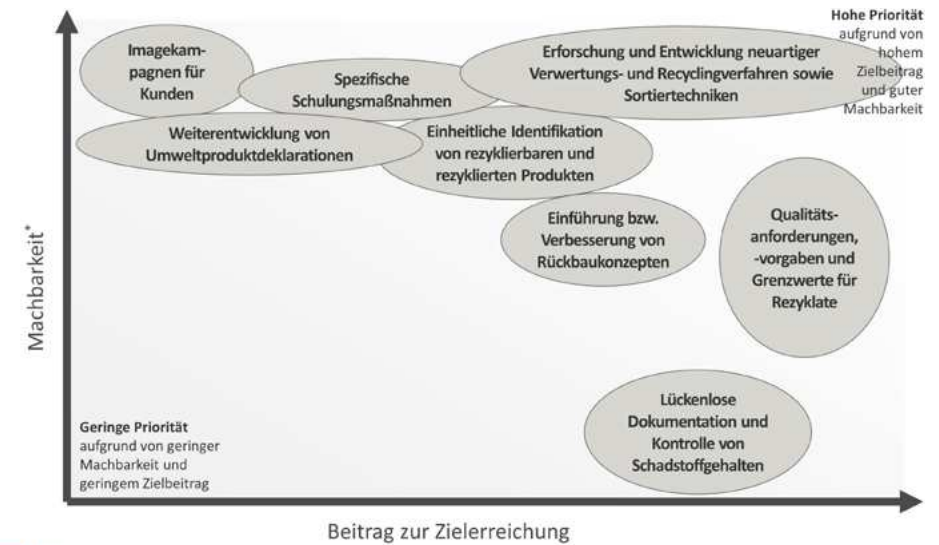 Hohe Priorität
aufgrund von
hohem
Zielbeitrag
und guter
Machbarkeit
Imagekam-
pagnen für
Kunden
Spezifische
Schulungsmaßnahmen
Erforschung und Entwicklung neuartiger
Verwertungs- und Recyclingverfahren sowie
Sortiertechniken
Weiterentwicklung von
Umweltproduktdeklarationen
Einheitliche Identifikation
von rezyklierbaren und
rezyklierten Produkten
Einführung bzw.
Verbesserung von
Rückbaukonzepten
Qualitäts-
anforderungen,
-vorgaben und
Grenzwerte für
Rezyklate
Machbarkeit*
Lückenlose
Dokumentation und
Kontrolle von
Schadstoffgehalten
Geringe Priorität
aufgrund von geringer
Machbarkeit und
geringem Zielbeitrag
Beitrag zur Zielerreichung